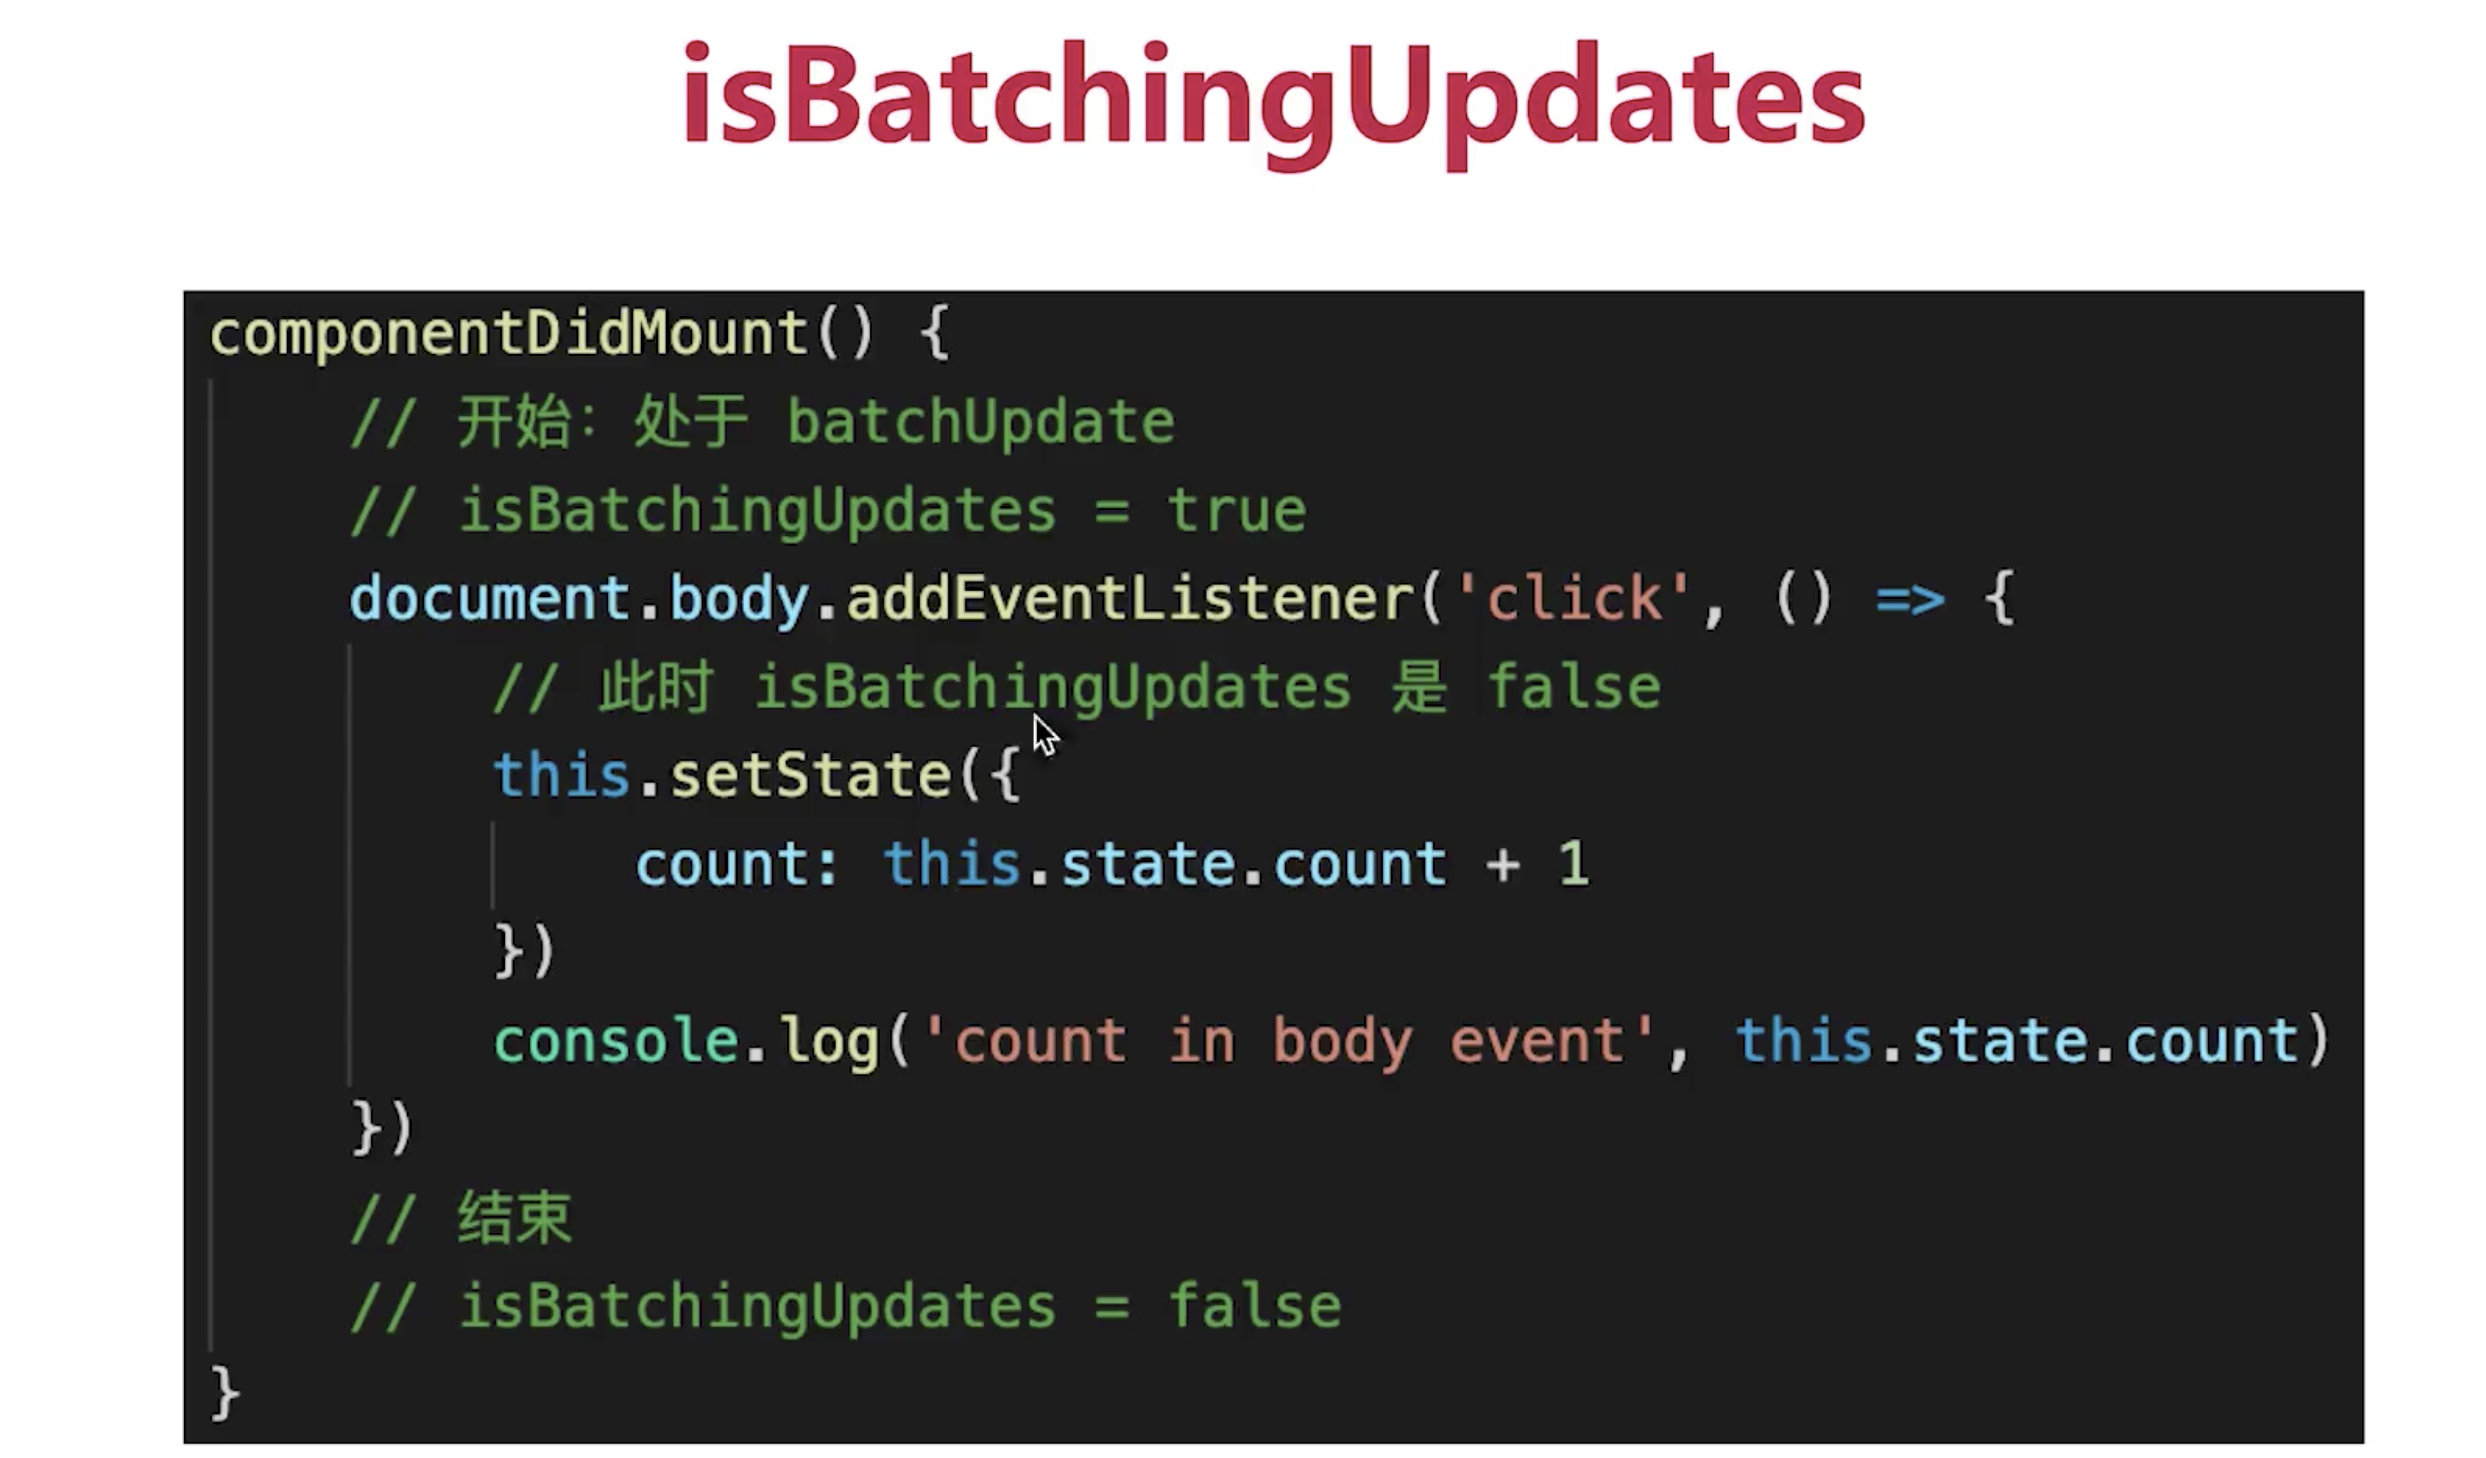 isBatchingUpdates
componentDidMount() {
// 开始：处于 batchUpdate
// isBatchingUpdates = true
document.body.addEventListener('click', () => {
// 此时 isBatchingUpdates 是 false
this.setState({
count: this.state.count + 1
})
console.log('count in body event', this.state.count)
})
// 结束
// isBatchingUpdates = false
}